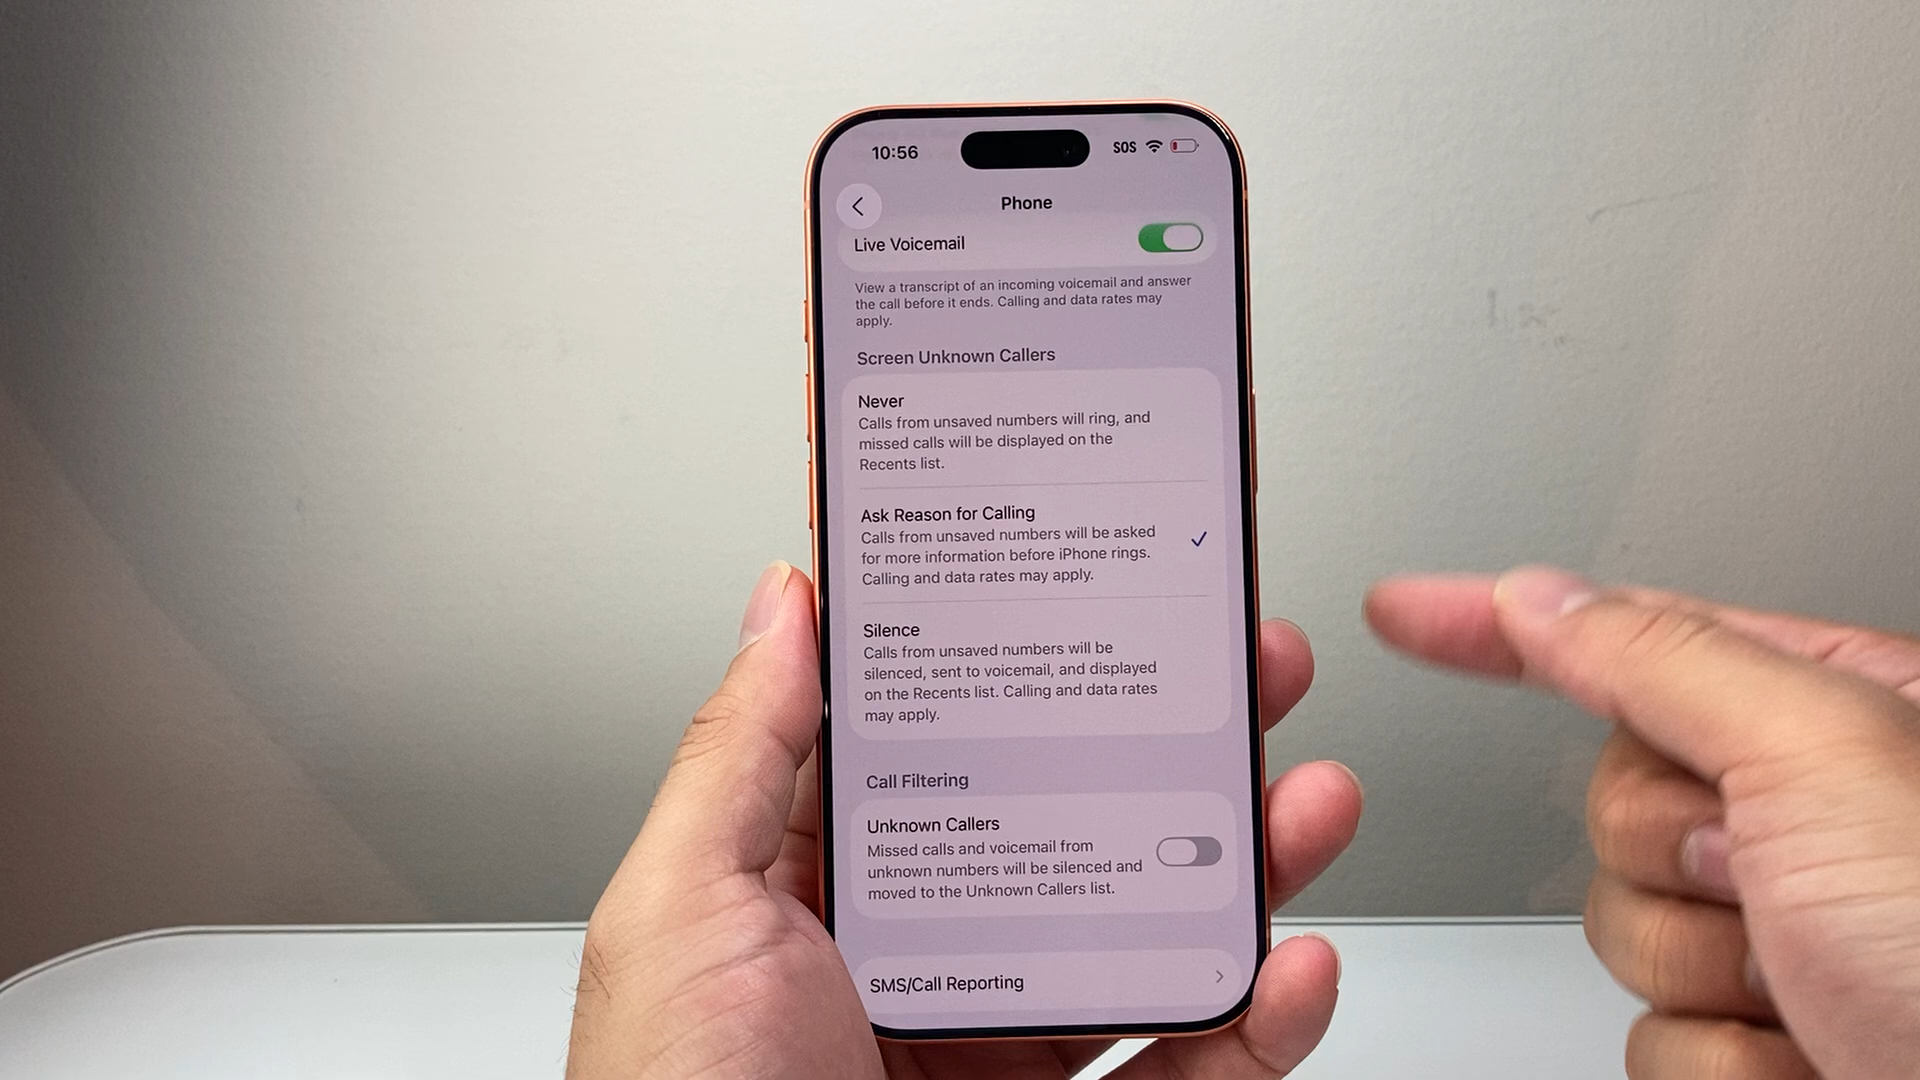 10:56
SOS
Phone
Live Voicemail
View a transcript of an incoming voicemail and answer
the call before it ends. Calling and data rates may
apply.
Screen Unknown Callers
Never
Calls from unsaved numbers will ring, and
missed calls will be displayed on the
Recents list.
Ask Reason for Calling
Calls from unsaved numbers will be asked
for more information before iPhone rings.
Calling and data rates may apply.
Silence
Calls from unsaved numbers will be
silenced, sent to voicemail, and displayed
on the Recents list. Calling and data rates
may apply.
Call Filtering
Unknown Callers
Missed calls and voicemail from
unknown numbers will be silenced and
moved to the Unknown Callers list.
SMS/Call Reporting